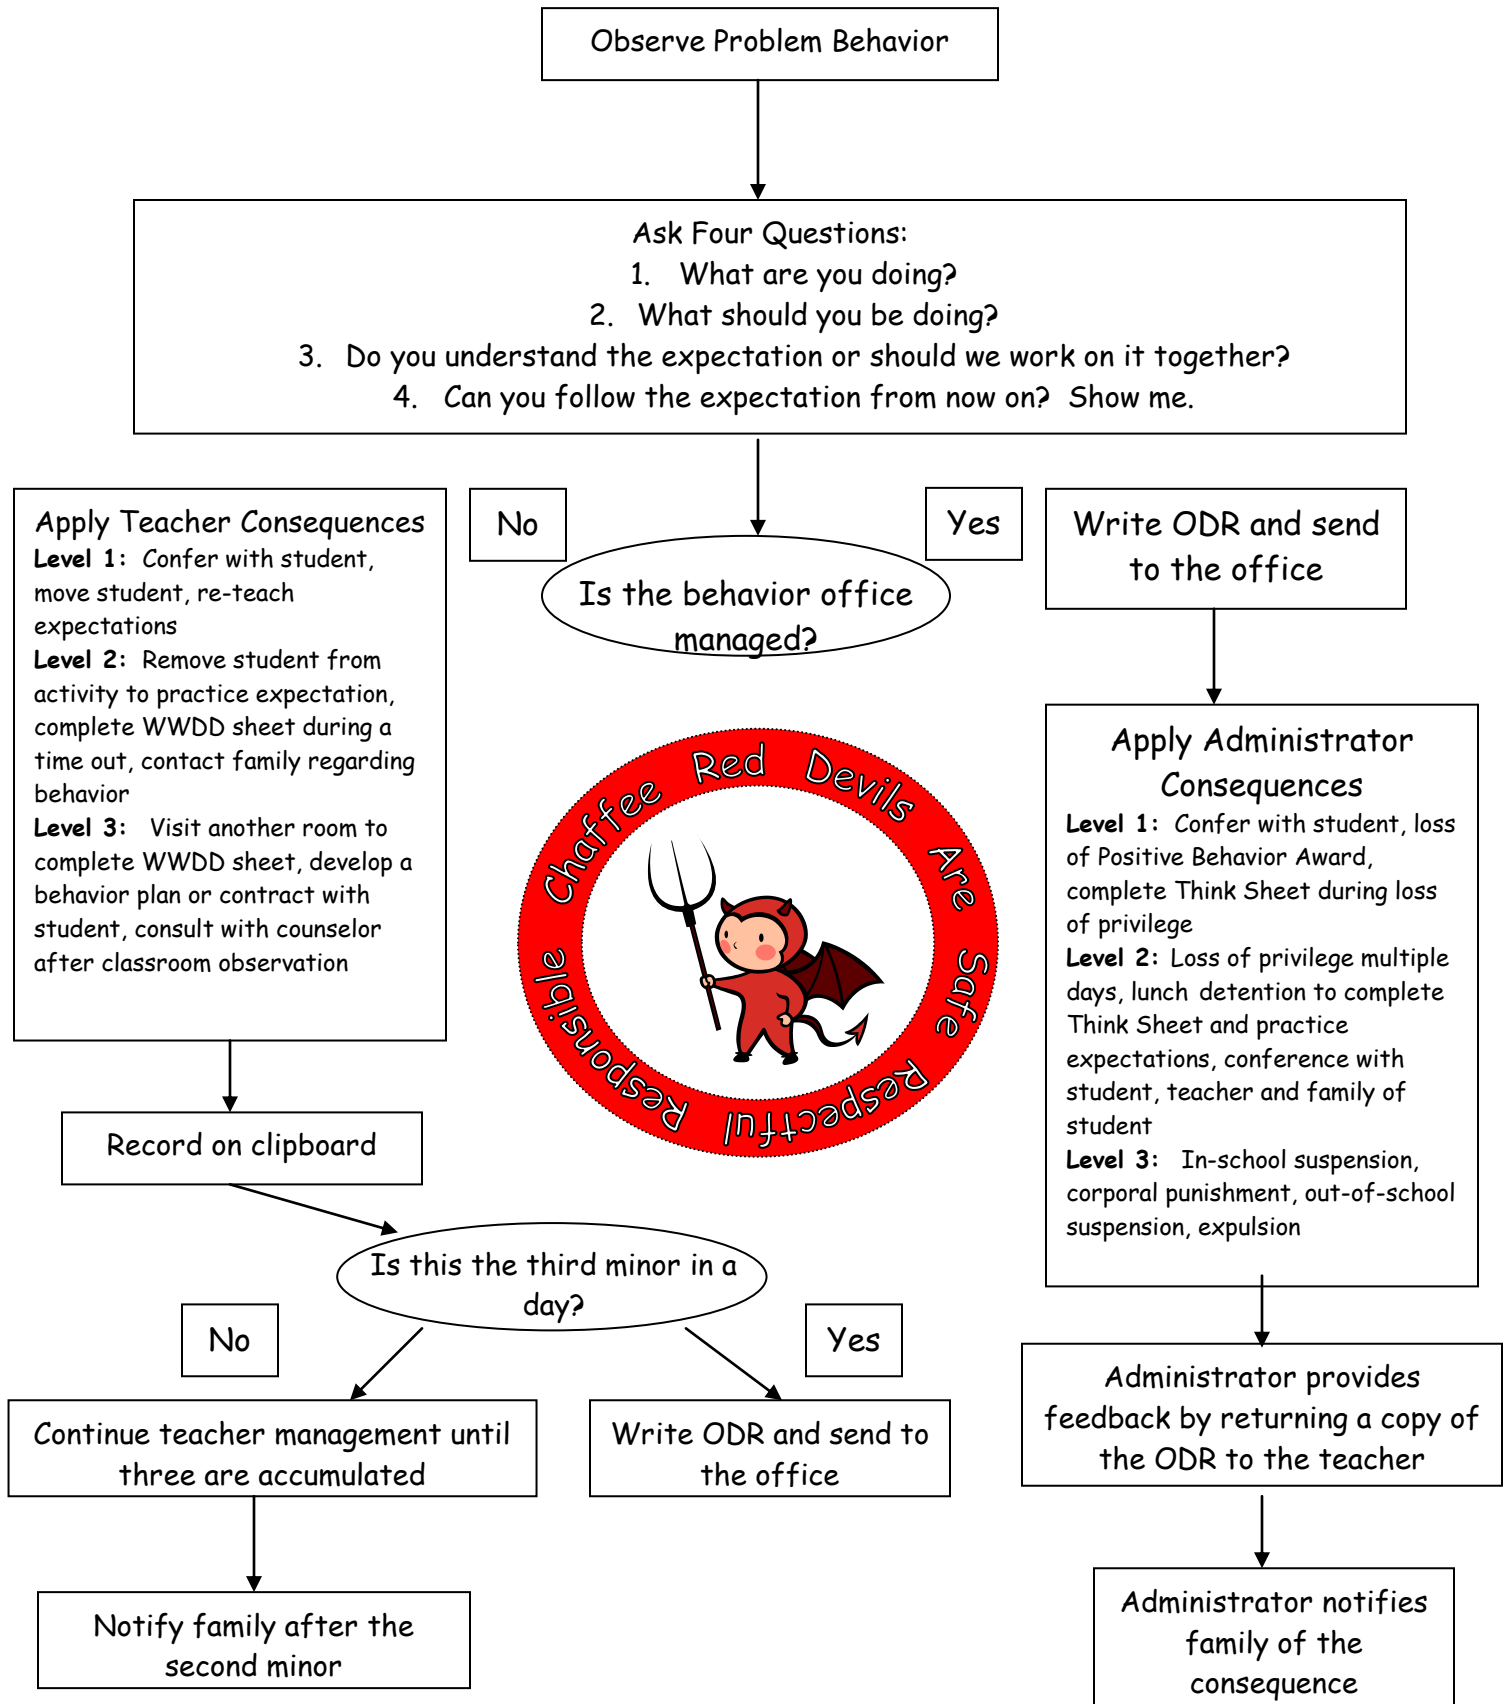 Observe Problem Behavior
Ask Four Questions:
1. What are you doing?
2. What should you be doing?
3. Do you understand the expectation or should we work on it together?
4. Can you follow the expectation from now on? Show me.
No
Yes
Is the behavior office
managed?
Apply Teacher Consequences
Level 1: Confer with student,
move student, re-teach
expectations
Level 2: Remove student from
activity to practice expectation,
complete WWDD sheet during a
time out, contact family regarding
behavior
Level 3: Visit another room to
complete WWDD sheet, develop a
behavior plan or contract with
student, consult with counselor
after classroom observation
Write ODR and send
to the office
Apply Administrator
Consequences
Level 1: Confer with student, loss
of Positive Behavior Award,
complete Think Sheet during loss
of privilege
Level 2: Loss of privilege multiple
days, lunch detention to complete
Think Sheet and practice
expectations, conference with
student, teacher and family of
student
Level 3: In-school suspension,
corporal punishment, out-of-school
suspension, expulsion
Chaffee Red Devils Are Safe Respectful Responsible
Record on clipboard
Is this the third minor in a
day?
No
Yes
Continue teacher management until
three are accumulated
Write ODR and send to
the office
Administrator provides
feedback by returning a copy of
the ODR to the teacher
Notify family after the
second minor
Administrator notifies
family of the
consequence